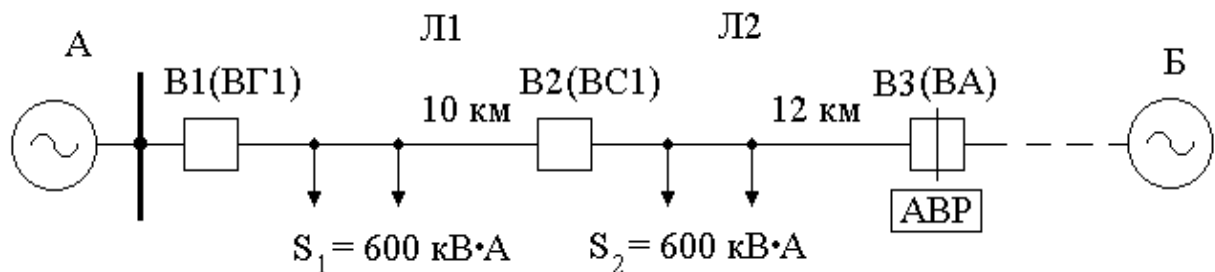 Л1 Л2
А Б
В1(ВГ1) В2(ВС1) В3(ВА)
10 км 12 км
АВР
S₁= 600 кВ•А S₂= 600 кВ•А